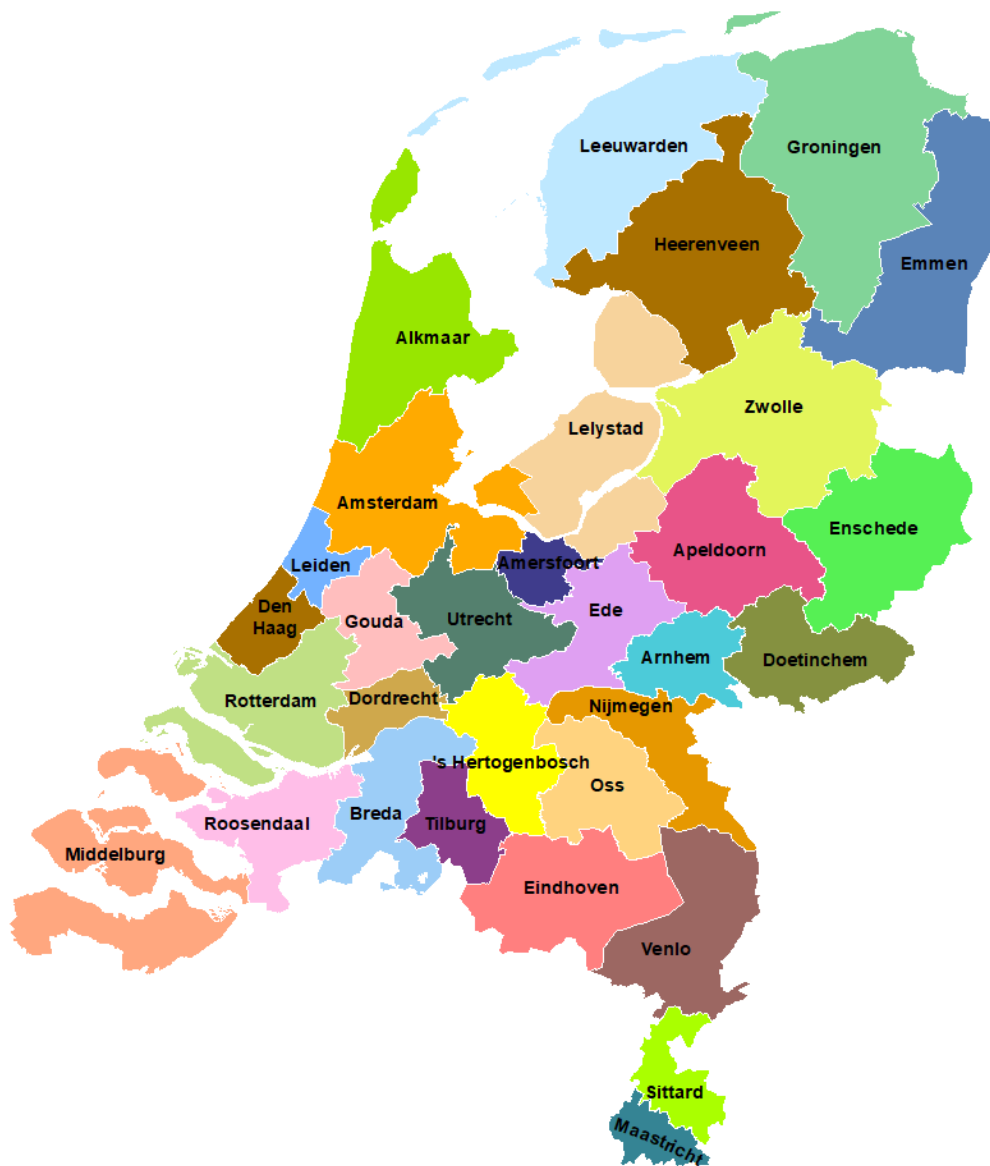 Leeuwarden
Groningen
Heerenveen
Emmen
Alkmaar
Zwolle
Lelystad
Amsterdam
Enschede
Apeldoorn
Leiden
Amersfoort
Den
Haag
Gouda
Utrecht
Ede
Arnhem
Doetinchem
Rotterdam
Dordrecht
Nijmegen
's Hertogenbosch
Oss
Roosendaal
Breda
Tilburg
Middelburg
Eindhoven
Venlo
Sittard
Maastricht